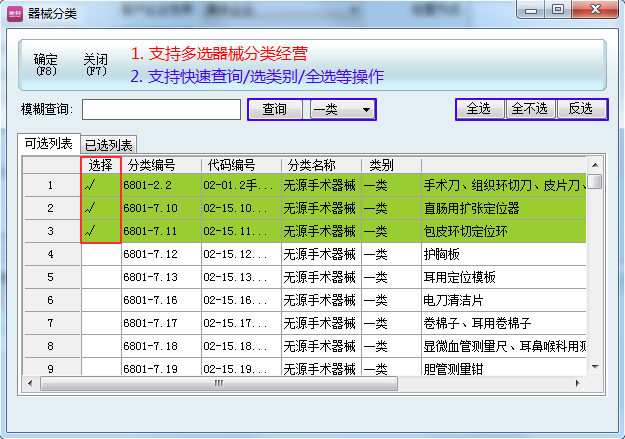 器械分类
确定
(F8)
关闭
(F7)
1. 支持多选器械分类经营
2. 支持快速查询/选类别/全选等操作
模糊查询:
查询
一类
全选
全不选
反选
可选列表
已选列表
选择 分类编号 代码编号 分类名称 类别
1 √ 6801-2.2 02-01.2手... 无源手术器械 一类 手术刀、组织环切刀、皮片刀、
2 √ 6801-7.10 02-15.10... 无源手术器械 一类 直肠用扩张定位器
3 √ 6801-7.11 02-15.11... 无源手术器械 一类 包皮环切定位环
4 6801-7.12 02-15.12... 无源手术器械 一类 护胸板
5 6801-7.13 02-15.13... 无源手术器械 一类 耳用定位模板
6 6801-7.16 02-15.16... 无源手术器械 一类 电刀清洁片
7 6801-7.17 02-15.17... 无源手术器械 一类 卷棉子、耳用卷棉子
8 6801-7.18 02-15.18... 无源手术器械 一类 显微血管测量尺、耳鼻喉科用测
9 6801-7.19 02-15.19... 无源手术器械 一类 胆管测量钳